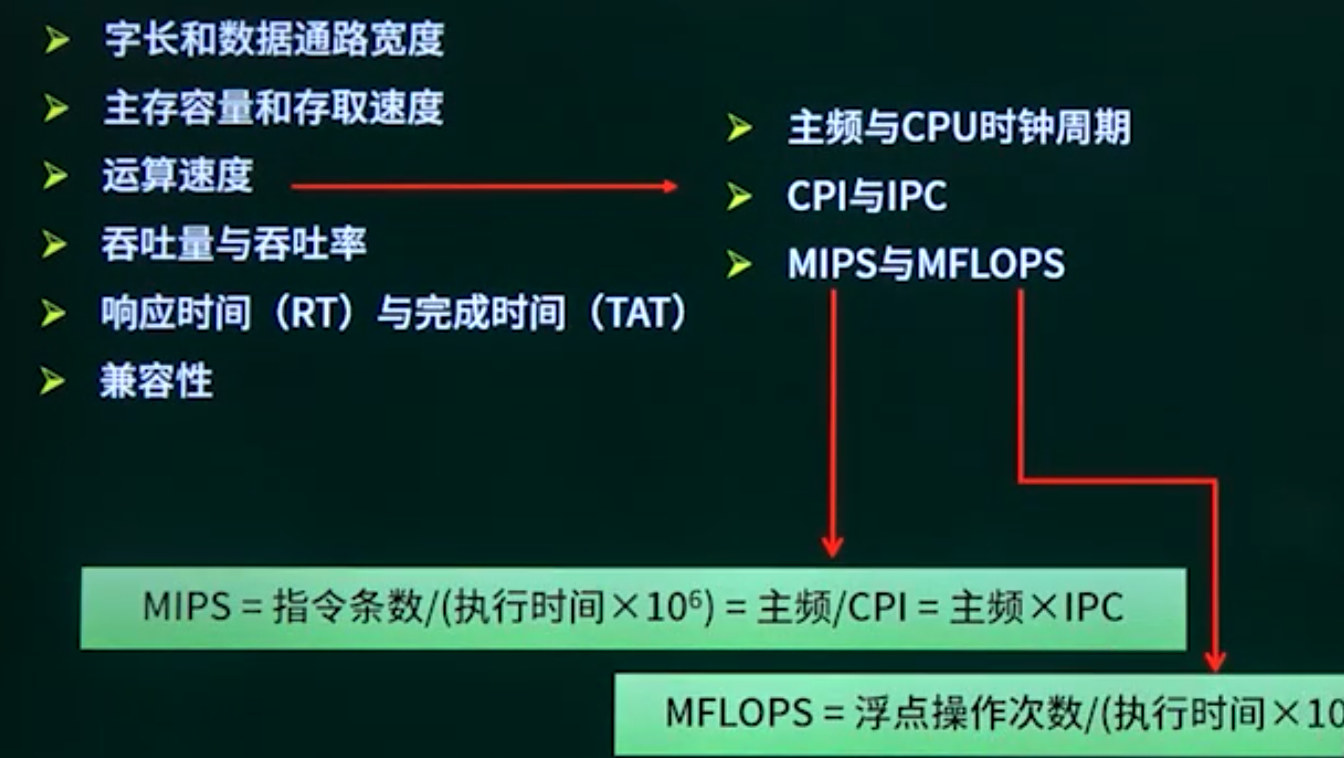 字长和数据通路宽度
主存容量和存取速度
运算速度
吞吐量与吞吐率
响应时间（RT）与完成时间（TAT）
兼容性
主频与CPU时钟周期
CPI与IPC
MIPS与MFLOPS
MIPS = 指令条数/(执行时间×10⁶) = 主频/CPI = 主频×IPC
MFLOPS = 浮点操作次数/(执行时间×10